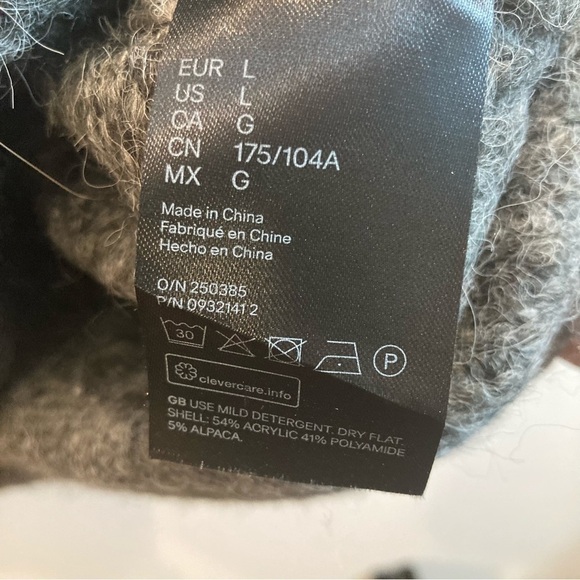 EUR L
US L
CA G
CN 175/104A
MX G
Made in China
Fabriqué en Chine
Hecho en China
O/N 250385
P/N 0932141 2
30 P
clevercare.info
GB USE MILD DETERGENT. DRY FLAT.
SHELL: 54% ACRYLIC 41% POLYAMIDE
5% ALPACA.